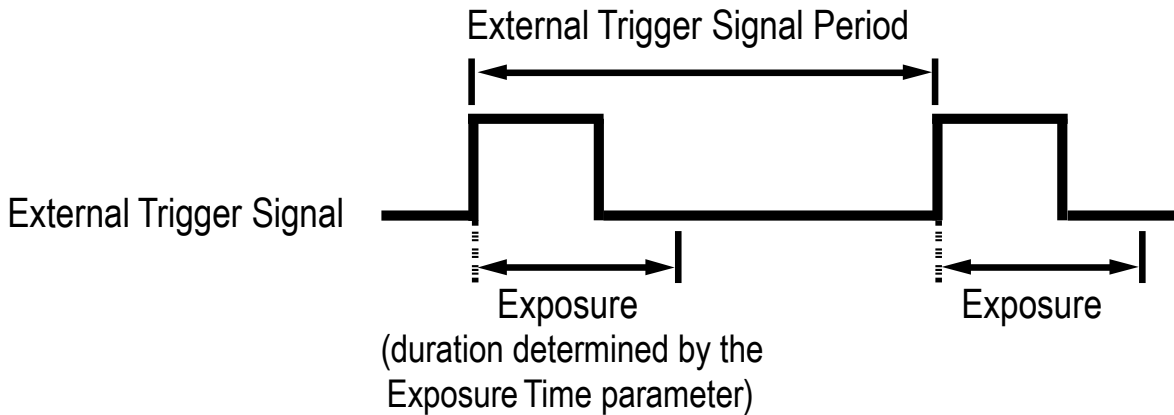 External Trigger Signal Period
External Trigger Signal
Exposure
(duration determined by the
Exposure Time parameter)
Exposure